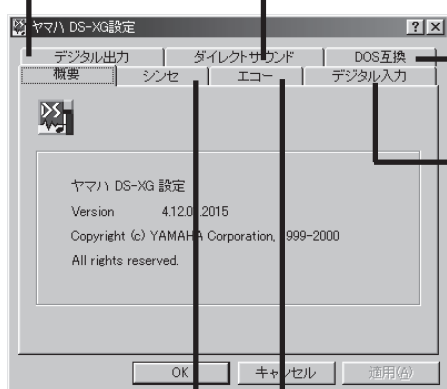 ヤマハ DS-XG設定
デジタル出力 ダイレクトサウンド DOS互換
概要 シンセ エコー デジタル入力
ヤマハ DS-XG 設定
Version 4.12.0 .2015
Copyright (c) YAMAHA Corporation, 1999-2000
All rights reserved.
OK キャンセル 適用(A)